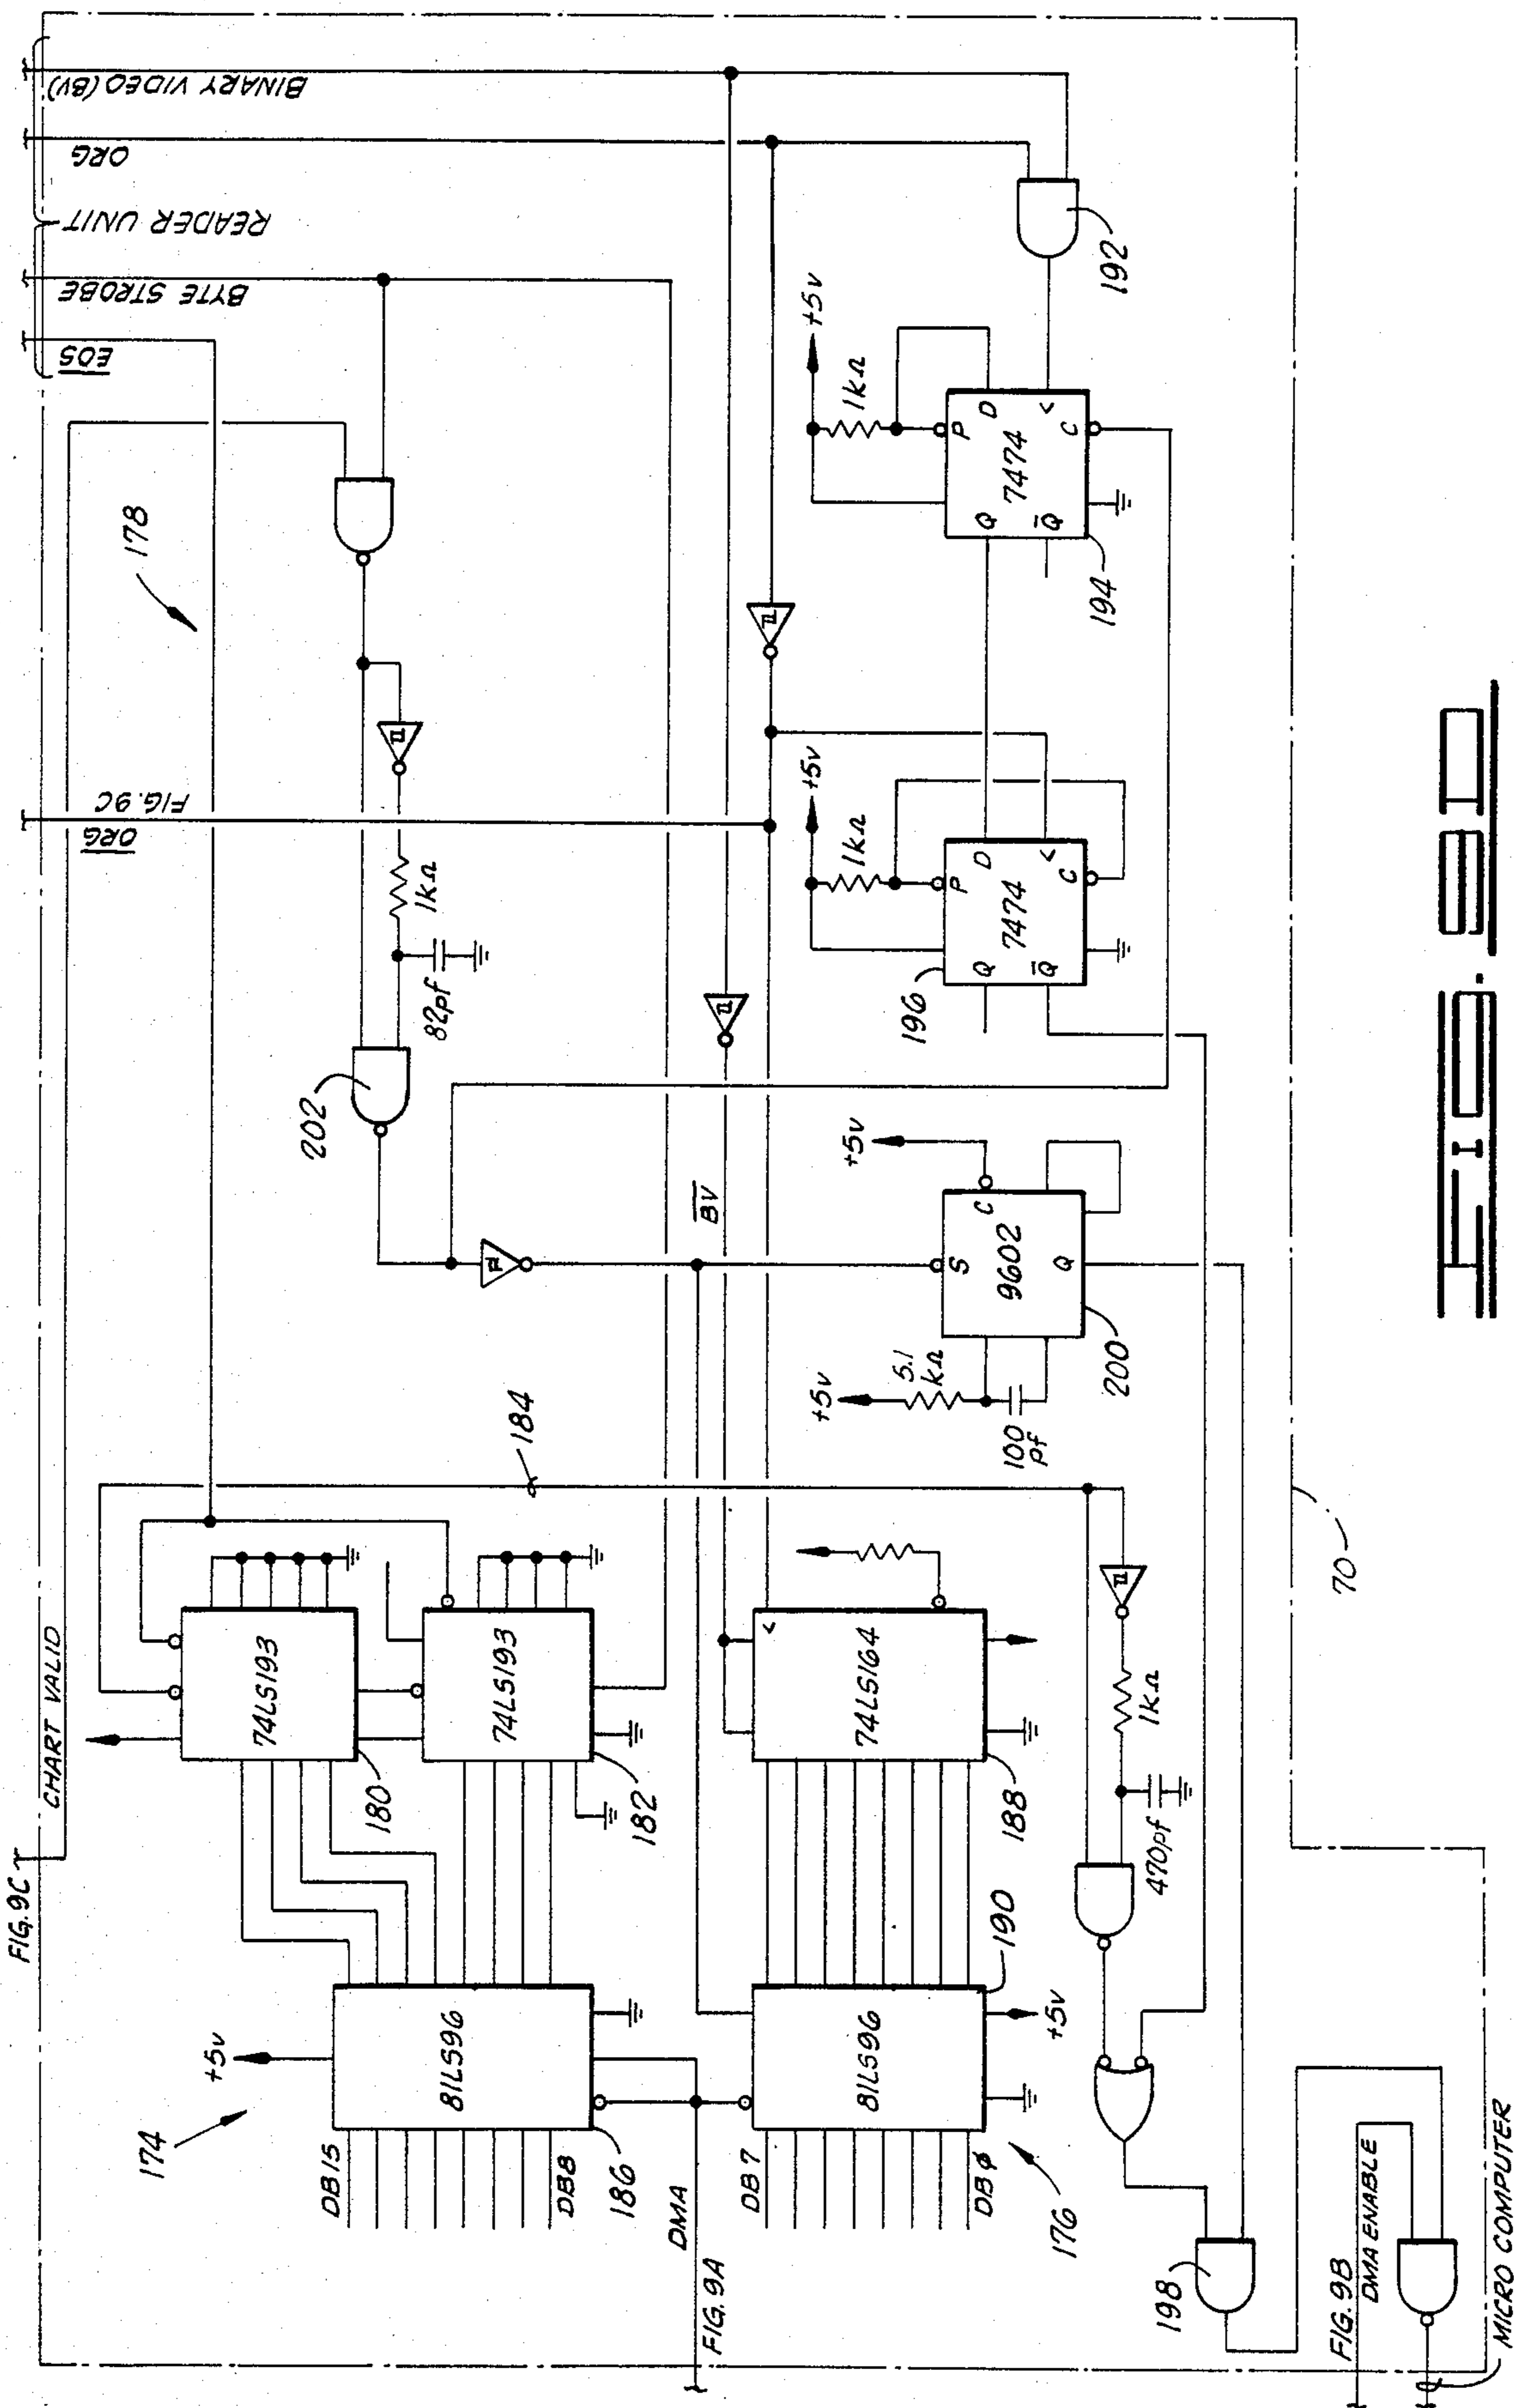 FIG. 9C
CHART VALID
EOS
BYTE STROBE
READER UNIT
ORG
BINARY VIDEO (BV)
178
ORG
FIG. 9C
1kΩ
82pf
202
BV
184
174
+5v
DB15
DB8
186
81LS96
180
74LS193
182
74LS193
DMA
FIG. 9A
DB7
DBφ
176
81LS96
190
+5v
188
74LS164
+5v
5.1
kΩ
100
pf
9602
S
C
Q
200
+5v
+5v
1kΩ
7474
P
D
C
Q
Q
196
+5v
1kΩ
7474
P
D
C
Q
Q
194
192
1kΩ
470pf
198
70
FIG. 9B
DMA ENABLE
MICRO COMPUTER